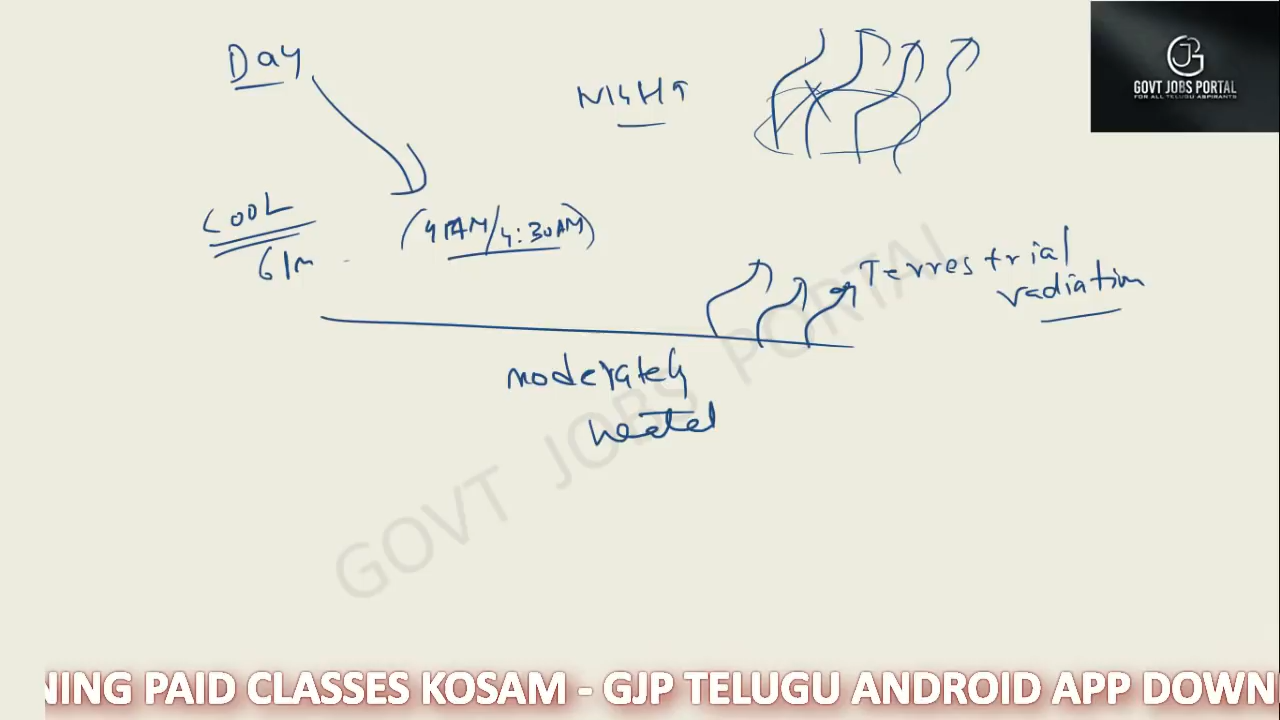 Day
NIGHT
COOL
(4AM/4:30AM)
Terrestrial
radiation
moderately
heated
GOVT JOBS PORTAL
GOVT JOBS PORTAL
FOR ALL TELUGU ASPIRANTS
NING PAID CLASSES KOSAM - GJP TELUGU ANDROID APP DOWN